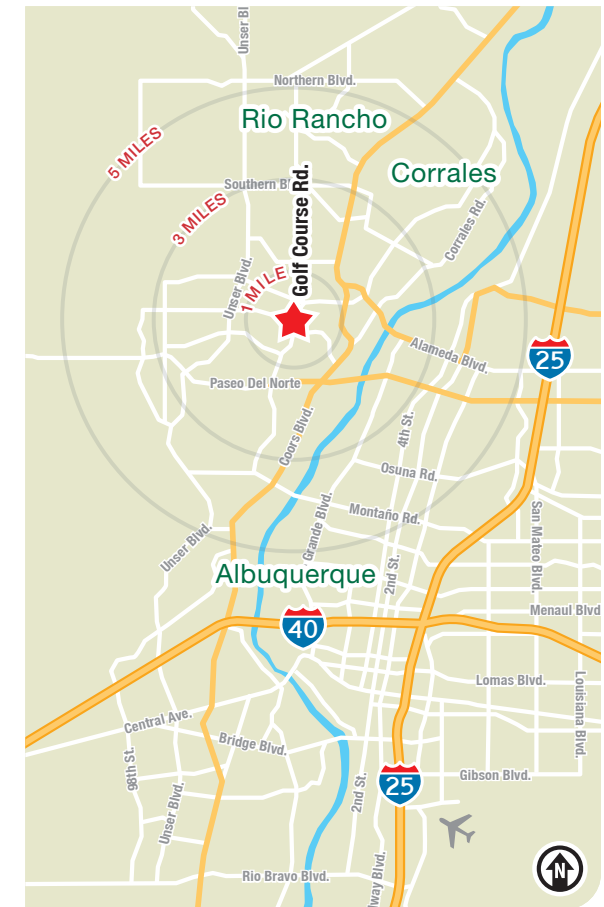 Unser Bl
Northern Blvd.
Rio Rancho
5 MILES
Corrales
Southern Bl
Golf Course Rd.
3 MILES
Corrales Rd.
Unser Blvd.
1 MILE
Alameda Blvd.
25
Paseo Del Norte
Coors Blvd.
4th St.
Osuna Rd.
Montaño Rd.
Grande Blvd.
San Mateo Blvd.
Unser Blvd.
2nd St.
Albuquerque
Menaul Blvd
40
Lomas Blvd.
Louisiana Blvd.
Central Ave.
Bridge Blvd.
98th St.
Unser Blvd.
2nd St.
25
Gibson Blvd.
Rio Bravo Blvd.
dway Blvd.
N